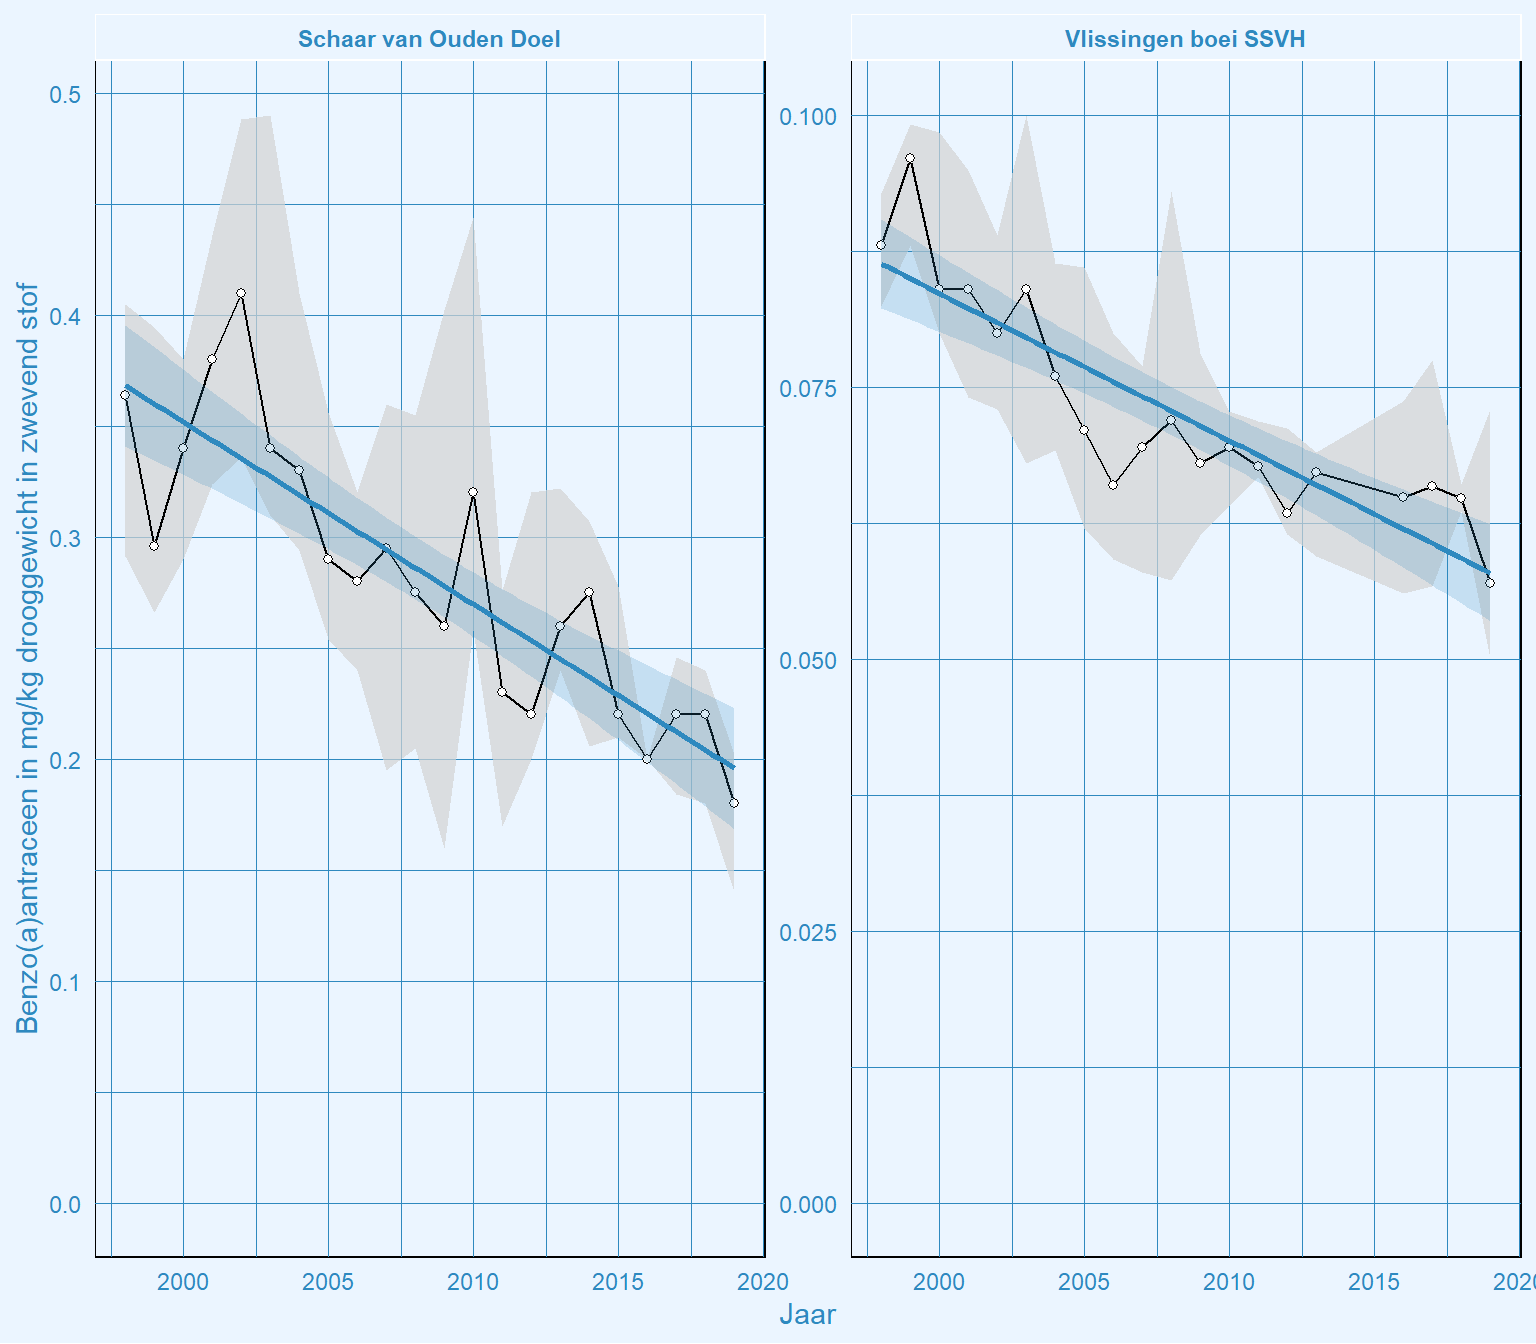 Schaar van Ouden Doel
Vlissingen boei SSVH
Benzo(a)antraceen in mg/kg drooggewicht in zwevend stof
0.5
0.4
0.3
0.2
0.1
0.0
0.100
0.075
0.050
0.025
0.000
2000 2005 2010 2015 2020
2000 2005 2010 2015 2020
Jaar